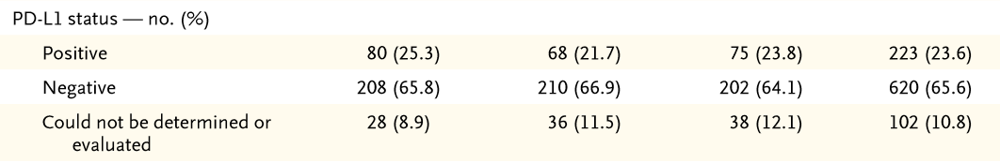 PD-L1 status — no. (%)
Positive 80 (25.3) 68 (21.7) 75 (23.8) 223 (23.6)
Negative 208 (65.8) 210 (66.9) 202 (64.1) 620 (65.6)
Could not be determined or 28 (8.9) 36 (11.5) 38 (12.1) 102 (10.8)
evaluated